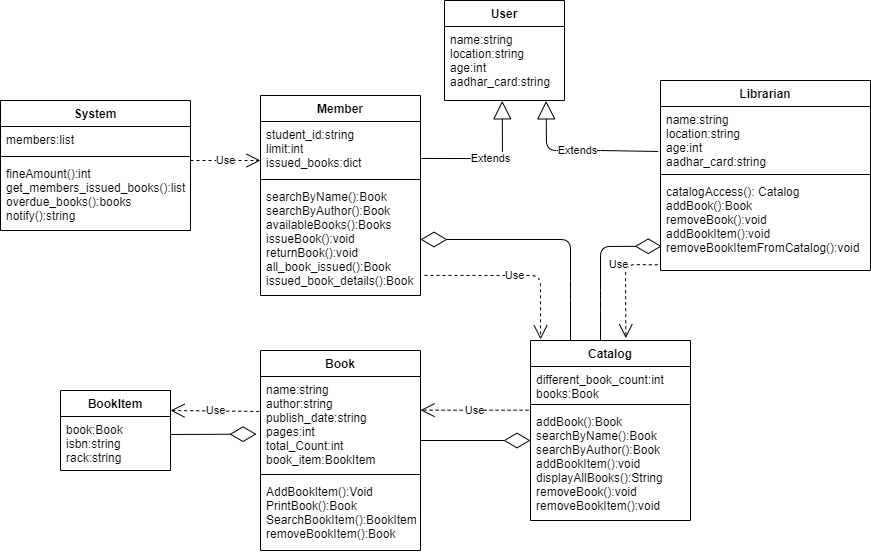 User
name:string
location:string
age:int
aadhar_card:string
Librarian
name:string
location:string
age:int
aadhar_card:string
catalogAccess(): Catalog
addBook():Book
removeBook():void
addBookItem():void
removeBookItemFromCatalog():void
System
members:list
fineAmount():int
get_members_issued_books():list
overdue_books():books
notify():string
Use
Member
student_id:string
limit:int
issued_books:dict
searchByName():Book
searchByAuthor():Book
availableBooks():Books
issueBook():void
returnBook():void
all_book_issued():Book
issued_book_details():Book
Extends
Extends
Use
Use
Catalog
different_book_count:int
books:Book
addBook():Book
searchByName():Book
searchByAuthor():Book
addBookItem():void
displayAllBooks():String
removeBook():void
removeBookItem():void
Use
Book
name:string
author:string
publish_date:string
pages:int
total_Count:int
book_item:BookItem
AddBookItem():Void
PrintBook():Book
SearchBookItem():BookItem
removeBookItem():Book
Use
BookItem
book:Book
isbn:string
rack:string